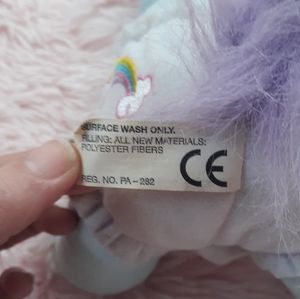 SURFACE WASH ONLY.
FILLING: ALL NEW MATERIALS:
POLYESTER FIBERS
CE
REG. NO. PA-282